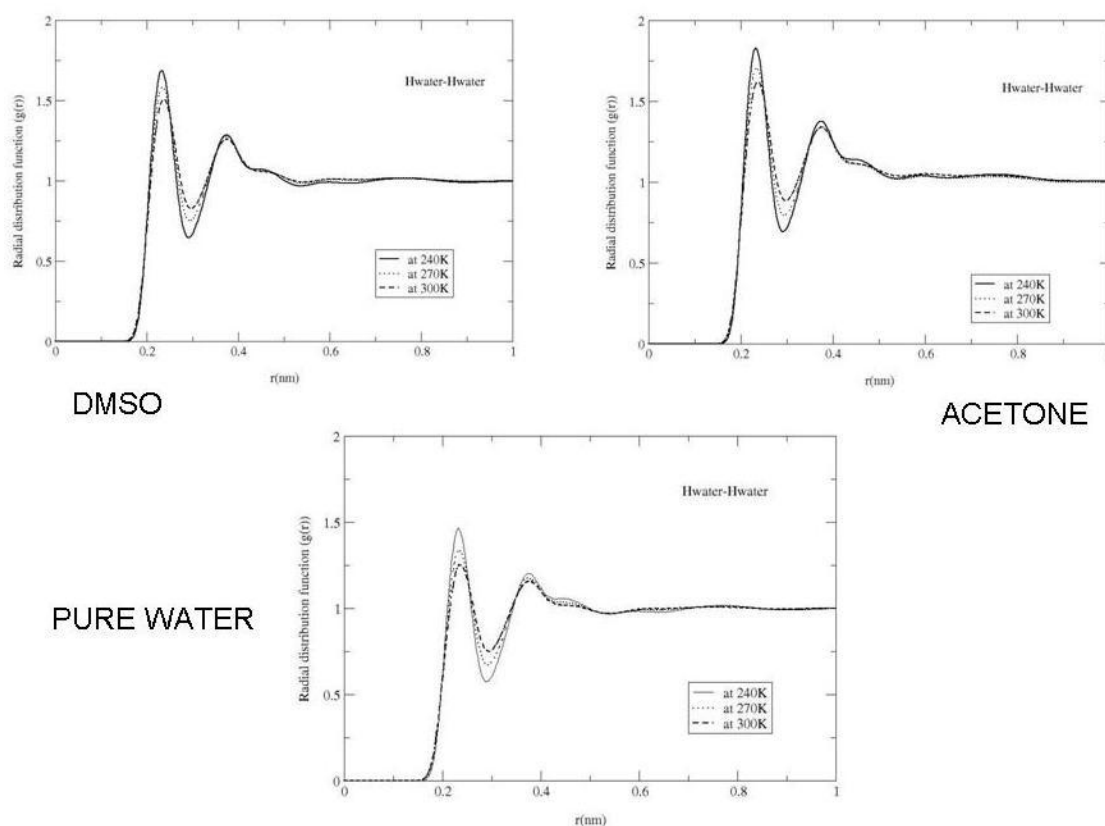 2
1.5
1
0.5
0
Radial distribution function (g(r))
Hwater-Hwater
at 240K
at 270K
at 300K
0
0.2
0.4
0.6
0.8
1
r(nm)
DMSO
2
1.5
1
0.5
0
Radial distribution function (g(r))
Hwater-Hwater
at 240K
at 270K
at 300K
0
0.2
0.4
0.6
0.8
r(nm)
ACETONE
PURE WATER
2
1.5
1
0.5
0
Radial distribution function (g(r))
Hwater-Hwater
at 240K
at 270K
at 300K
0
0.2
0.4
0.6
0.8
1
r(nm)